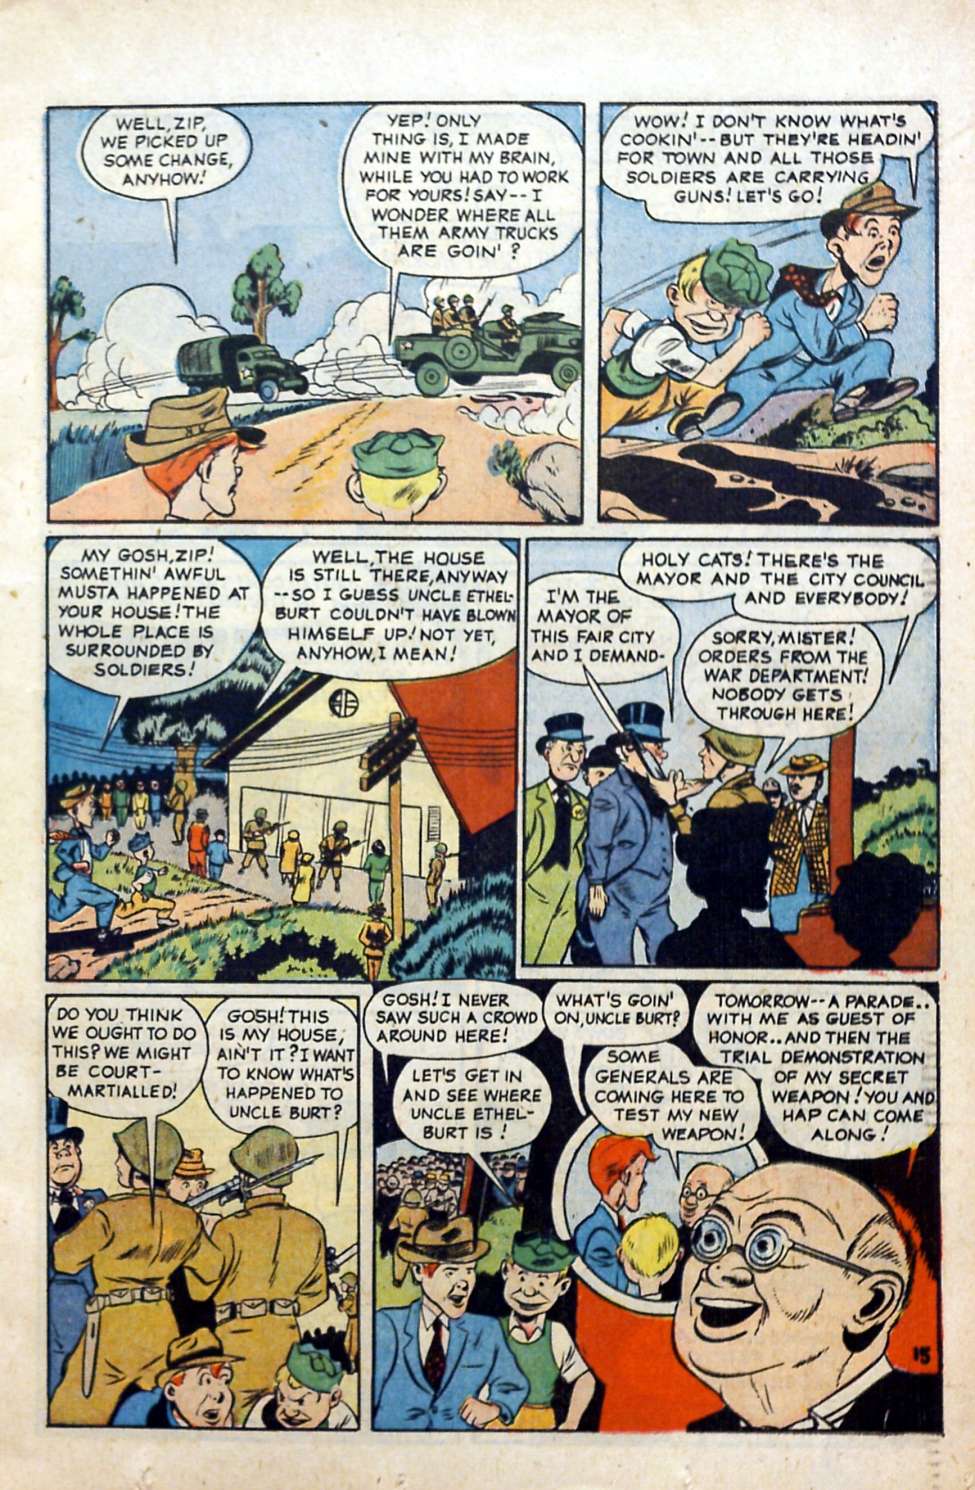 WELL, ZIP,
WE PICKED UP
SOME CHANGE,
ANYHOW!
YEP! ONLY
THING IS, I MADE
MINE WITH MY BRAIN,
WHILE YOU HAD TO WORK
FOR YOURS! SAY-- I
WONDER WHERE ALL
THEM ARMY TRUCKS
ARE GOIN'?
WOW! I DON'T KNOW WHAT'S
COOKIN'-- BUT THEY'RE HEADIN'
FOR TOWN AND ALL THOSE
SOLDIERS ARE CARRYING
GUNS! LET'S GO!
MY GOSH, ZIP!
SOMETHIN' AWFUL
MUSTA HAPPENED AT
YOUR HOUSE! THE
WHOLE PLACE IS
SURROUNDED BY
SOLDIERS!
WELL, THE HOUSE
IS STILL THERE, ANYWAY
--SO I GUESS UNCLE ETHEL-
BURT COULDN'T HAVE BLOWN
HIMSELF UP! NOT YET,
ANYHOW, I MEAN!
HOLY CATS! THERE'S THE
MAYOR AND THE CITY COUNCIL
AND EVERYBODY!
I'M THE
MAYOR OF
THIS FAIR CITY
AND I DEMAND-
SORRY, MISTER!
ORDERS FROM THE
WAR DEPARTMENT!
NOBODY GETS
THROUGH HERE!
DO YOU THINK
WE OUGHT TO DO
THIS? WE MIGHT
BE COURT-
MARTIALLED!
GOSH! THIS
IS MY HOUSE,
AIN'T IT? I WANT
TO KNOW WHAT'S
HAPPENED TO
UNCLE BURT?
GOSH! I NEVER
SAW SUCH A CROWD
AROUND HERE!
LET'S GET IN
AND SEE WHERE
UNCLE ETHEL-
BURT IS!
WHAT'S GOIN'
ON, UNCLE BURT?
SOME
GENERALS ARE
COMING HERE TO
TEST MY NEW
WEAPON!
TOMORROW-- A PARADE..
WITH ME AS GUEST OF
HONOR.. AND THEN THE
TRIAL DEMONSTRATION
OF MY SECRET
WEAPON! YOU AND
HAP CAN COME
ALONG!
15